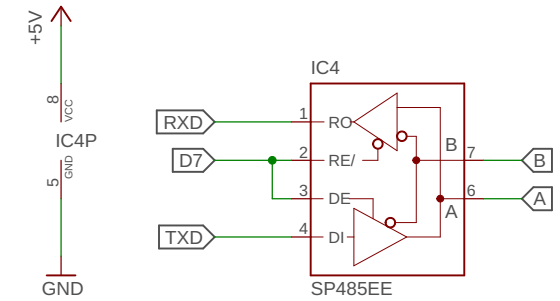 +5V
8
VCC
IC4P
GND
5
GND
IC4
RXD
1
RO
D7
2
RE/
3
DE
TXD
4
DI
B
7
B
6
A
A
SP485EE